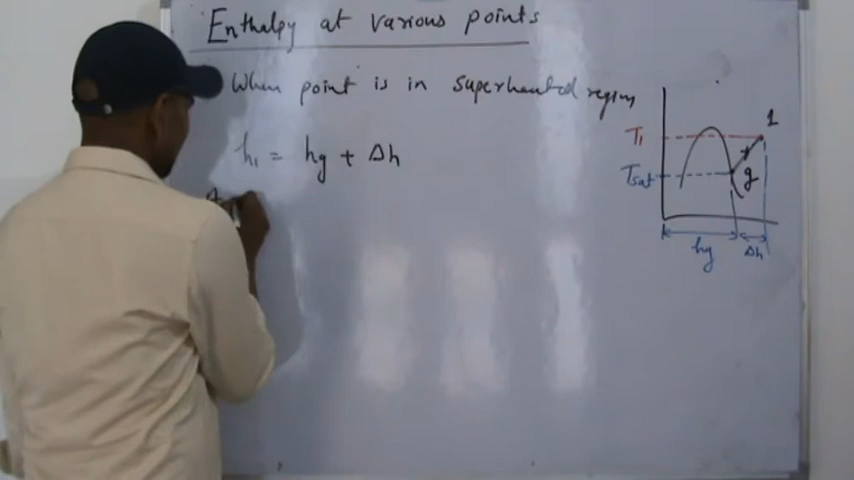 Enthalpy at various points
When point is in superheated region
h₁ = hg + Δh
1
T₁
Tsat
g
hg
Δh